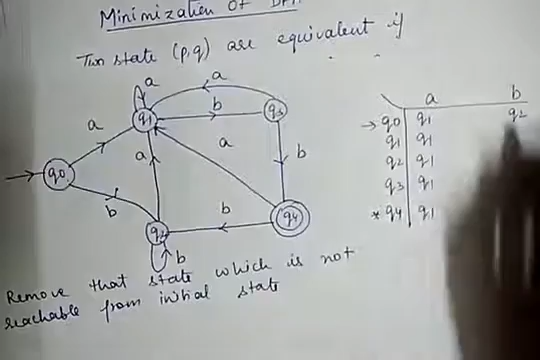 Minimization of DFA
Two state (p,q) are equivalent if
a
a
b
q1
q3
a
a
b
a
→ q0
b
q2
b
b
q4
a b
→ q0 q1 q2
q1 q1
q2 q1
q3 q1
* q4 q1
Remove that state which is not
reachable from initial state